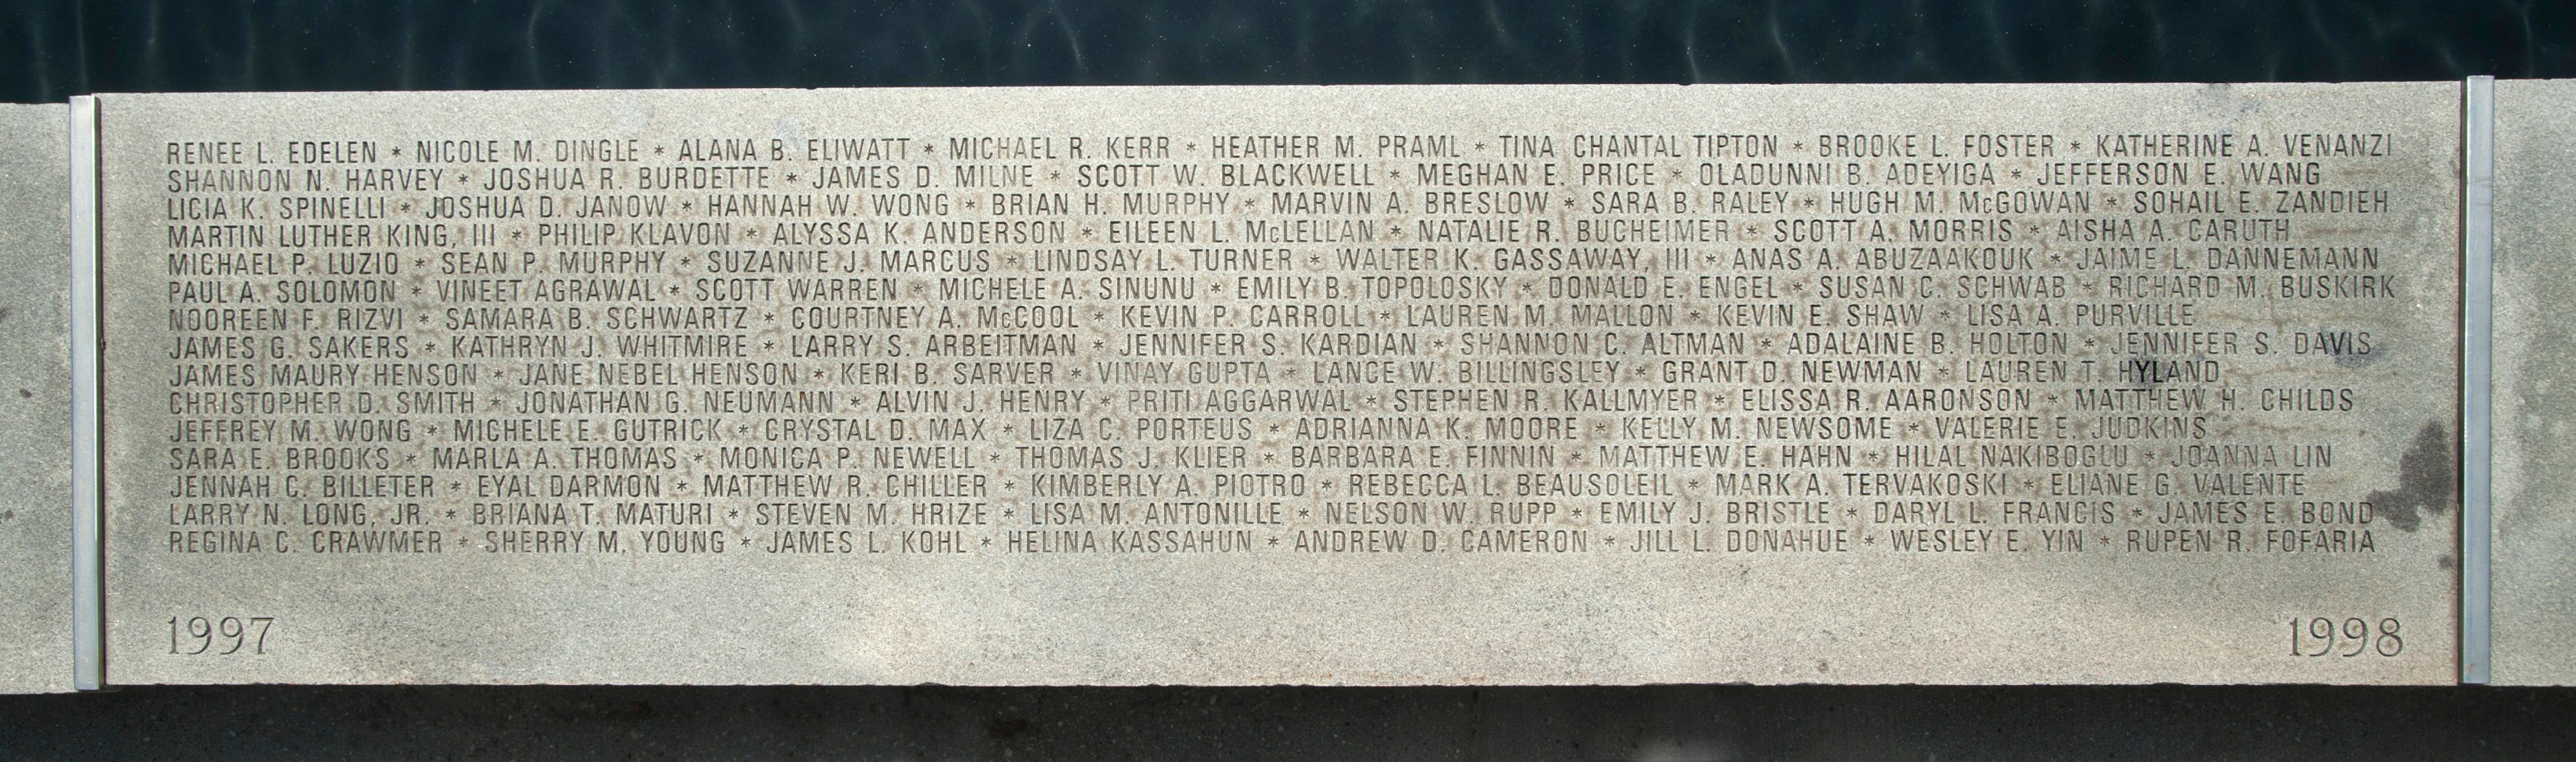 RENEE L. EDELEN * NICOLE M. DINGLE * ALANA B. ELIWATT * MICHAEL R. KERR * HEATHER M. PRAML * TINA CHANTAL TIPTON * BROOKE L. FOSTER * KATHERINE A. VENANZI
SHANNON N. HARVEY * JOSHUA R. BURDETTE * JAMES D. MILNE * SCOTT W. BLACKWELL * MEGHAN E. PRICE * OLADUNNI B. ADEYIGA * JEFFERSON E. WANG
LICIA K. SPINELLI * JOSHUA D. JANOW * HANNAH W. WONG * BRIAN H. MURPHY * MARVIN A. BRESLOW * SARA B. RALEY * HUGH M. McGOWAN * SOHAIL E. ZANDIEH
MARTIN LUTHER KING, III * PHILIP KLAVON * ALYSSA K. ANDERSON * EILEEN L. McLELLAN * NATALIE R. BUCHEIMER * SCOTT A. MORRIS * AISHA A. CARUTH
MICHAEL P. LUZIO * SEAN P. MURPHY * SUZANNE J. MARCUS * LINDSAY L. TURNER * WALTER K. GASSAWAY, III * ANAS A. ABUZAAKOUK * JAIME L. DANNEMANN
PAUL A. SOLOMON * VINEET AGRAWAL * SCOTT WARREN * MICHELE A. SINUNU * EMILY B. TOPOLOSKY * DONALD E. ENGEL * SUSAN C. SCHWAB * RICHARD M. BUSKIRK
NOOREEN F. RIZVI * SAMARA B. SCHWARTZ * COURTNEY A. McCOOL * KEVIN P. CARROLL * LAUREN M. MALLON * KEVIN E. SHAW * LISA A. PURVILLE
JAMES G. SAKERS * KATHRYN J. WHITMIRE * LARRY S. ARBEITMAN * JENNIFER S. KARDIAN * SHANNON C. ALTMAN * ADALAINE B. HOLTON * JENNIFER S. DAVIS
JAMES MAURY HENSON * JANE NEBEL HENSON * KERI B. SARVER * VINAY GUPTA * LANCE W. BILLINGSLEY * GRANT D. NEWMAN * LAUREN T. HYLAND
CHRISTOPHER D. SMITH * JONATHAN G. NEUMANN * ALVIN J. HENRY * PRITI AGGARWAL * STEPHEN R. KALLMYER * ELISSA R. AARONSON * MATTHEW H. CHILDS
JEFFREY M. WONG * MICHELE E. GUTRICK * CRYSTAL D. MAX * LIZA C. PORTEUS * ADRIANNA K. MOORE * KELLY M. NEWSOME * VALERIE E. JUDKINS
SARA E. BROOKS * MARLA A. THOMAS * MONICA P. NEWELL * THOMAS J. KLIER * BARBARA E. FINNIN * MATTHEW E. HAHN * HILAL NAKIBOGLU * JOANNA LIN
JENNAH C. BILLETER * EYAL DARMON * MATTHEW R. CHILLER * KIMBERLY A. PIOTRO * REBECCA L. BEAUSOLEIL * MARK A. TERVAKOSKI * ELIANE G. VALENTE
LARRY N. LONG, JR. * BRIANA T. MATURI * STEVEN M. HRIZE * LISA M. ANTONILLE * NELSON W. RUPP * EMILY J. BRISTLE * DARYL L. FRANCIS * JAMES E. BOND
REGINA C. CRAWMER * SHERRY M. YOUNG * JAMES L. KOHL * HELINA KASSAHUN * ANDREW D. CAMERON * JILL L. DONAHUE * WESLEY E. YIN * RUPEN R. FOFARIA
1997 1998